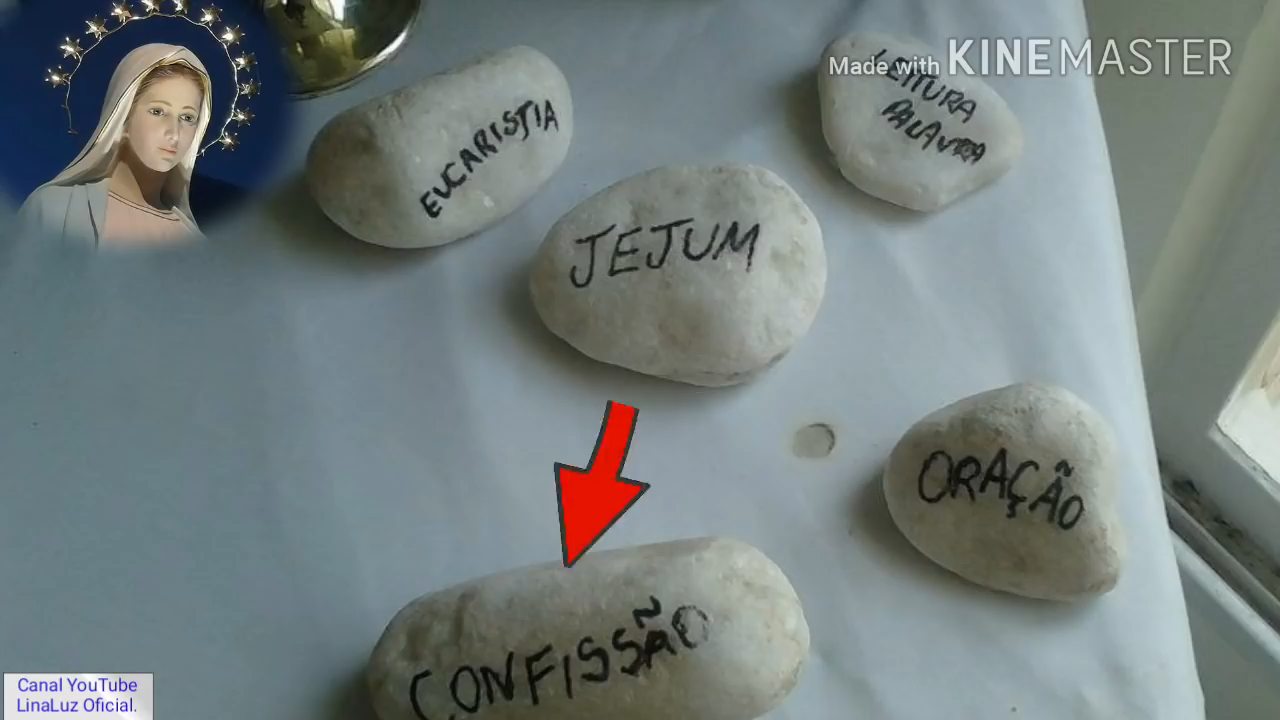 Made with KINEMASTER
EUCARISTIA
LEITURA
PALAVRA
JEJUM
ORAÇÃO
CONFISSÃO
Canal YouTube
LinaLuz Oficial.